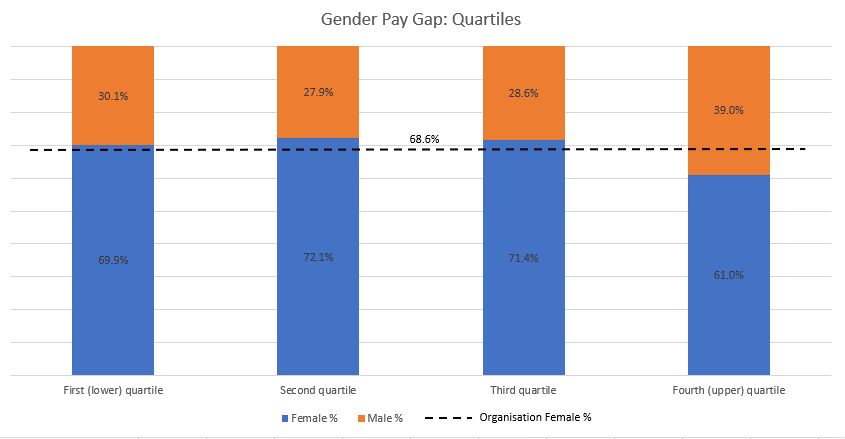 Gender Pay Gap: Quartiles
30.1%
27.9%
28.6%
39.0%
68.6%
69.9%
72.1%
71.4%
61.0%
First (lower) quartile
Second quartile
Third quartile
Fourth (upper) quartile
Female %
Male %
Organisation Female %